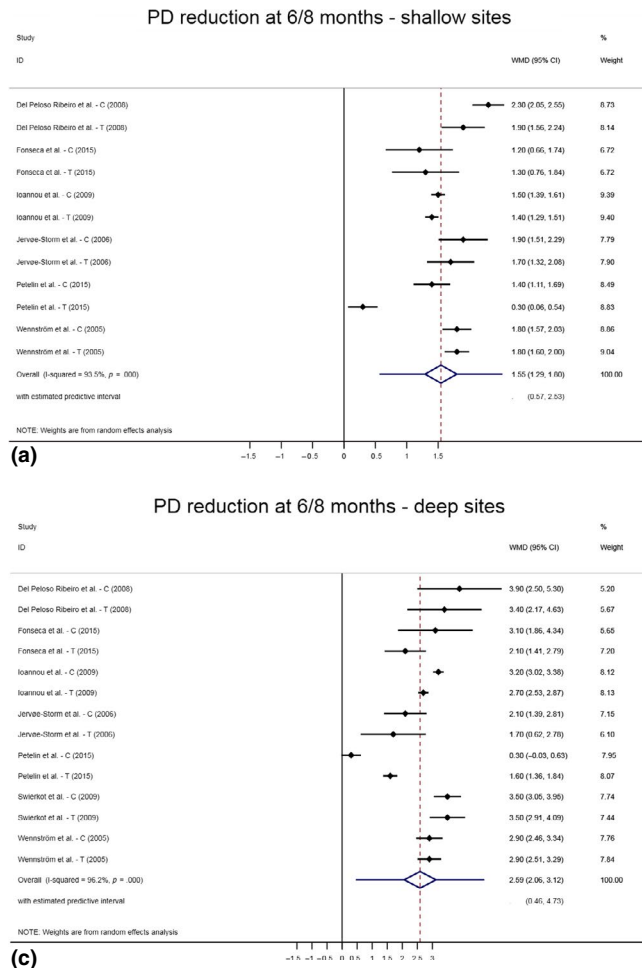 PD reduction at 6/8 months - shallow sites
Study %
ID WMD (95% CI) Weight
Del Peloso Ribeiro et al. - C (2008) 2.30 (2.05, 2.55) 8.73
Del Peloso Ribeiro et al. - T (2008) 1.90 (1.56, 2.24) 8.14
Fonseca et al. - C (2015) 1.20 (0.66, 1.74) 6.72
Fonseca et al. - T (2015) 1.30 (0.76, 1.84) 6.72
Ioannou et al. - C (2009) 1.50 (1.39, 1.61) 9.39
Ioannou et al. - T (2009) 1.40 (1.29, 1.51) 9.40
Jervøe-Storm et al. - C (2006) 1.90 (1.51, 2.29) 7.79
Jervøe-Storm et al. - T (2006) 1.70 (1.32, 2.08) 7.90
Petelin et al. - C (2015) 1.40 (1.11, 1.69) 8.49
Petelin et al. - T (2015) 0.30 (0.06, 0.54) 8.83
Wennström et al. - C (2005) 1.80 (1.57, 2.03) 8.86
Wennström et al. - T (2005) 1.80 (1.60, 2.00) 9.04
Overall (I-squared = 93.5%, p = .000) 1.55 (1.29, 1.80) 100.00
with estimated predictive interval . (0.57, 2.53)
NOTE: Weights are from random effects analysis
(a) −1.5 −1 −0.5 0 0.5 1 1.5
PD reduction at 6/8 months - deep sites
Study %
ID WMD (95% CI) Weight
Del Peloso Ribeiro et al. - C (2008) 3.90 (2.50, 5.30) 5.20
Del Peloso Ribeiro et al. - T (2008) 3.40 (2.17, 4.63) 5.67
Fonseca et al. - C (2015) 3.10 (1.86, 4.34) 5.65
Fonseca et al. - T (2015) 2.10 (1.41, 2.79) 7.20
Ioannou et al. - C (2009) 3.20 (3.02, 3.38) 8.12
Ioannou et al. - T (2009) 2.70 (2.53, 2.87) 8.13
Jervøe-Storm et al. - C (2006) 2.10 (1.39, 2.81) 7.15
Jervøe-Storm et al. - T (2006) 1.70 (0.62, 2.78) 6.10
Petelin et al. - C (2015) 0.30 (−0.03, 0.63) 7.95
Petelin et al. - T (2015) 1.60 (1.36, 1.84) 8.07
Swierkot et al. - C (2009) 3.50 (3.05, 3.95) 7.74
Swierkot et al. - T (2009) 3.50 (2.91, 4.09) 7.44
Wennström et al. - C (2005) 2.90 (2.46, 3.34) 7.76
Wennström et al. - T (2005) 2.90 (2.51, 3.29) 7.84
Overall (I-squared = 96.2%, p = .000) 2.59 (2.06, 3.12) 100.00
with estimated predictive interval . (0.46, 4.73)
NOTE: Weights are from random effects analysis
(c) −1.5 −1 −0.5 0 0.5 1 1.5 2 2.5 3